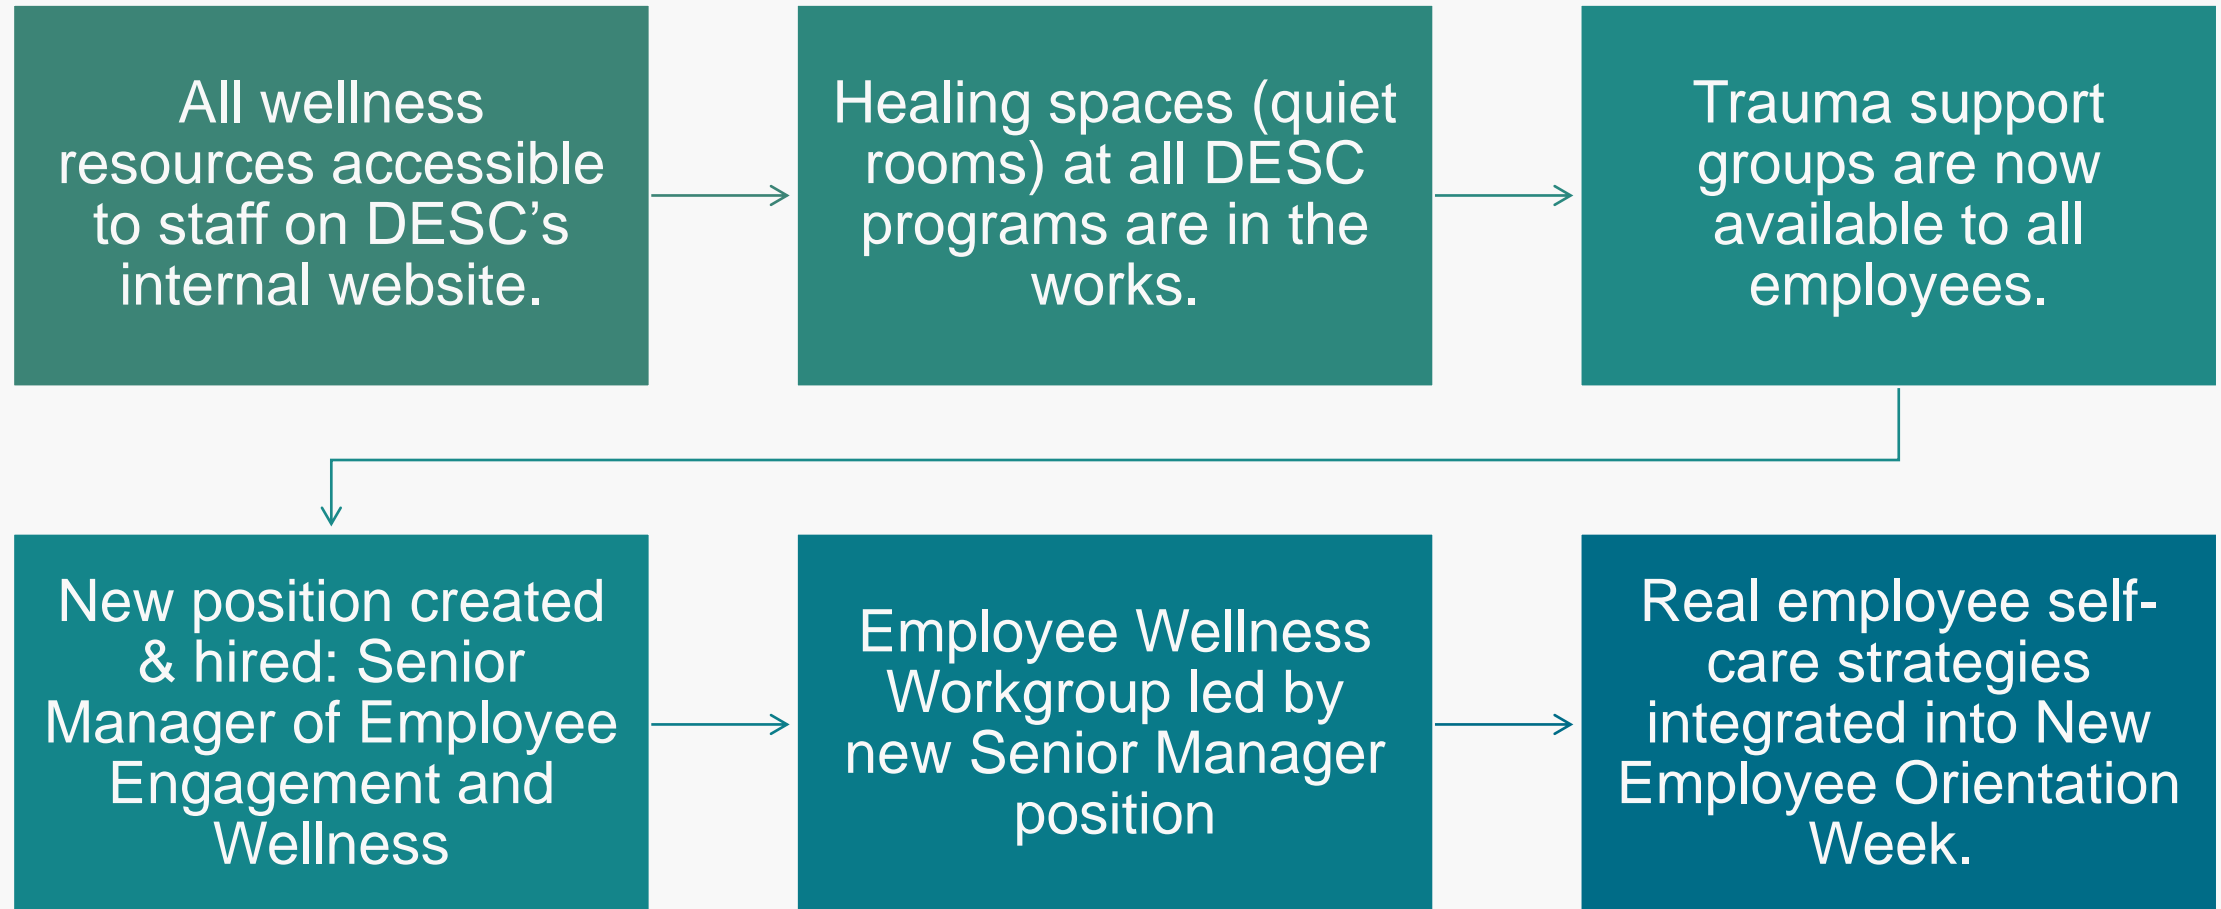 All wellness
resources accessible
to staff on DESC’s
internal website.
Healing spaces (quiet
rooms) at all DESC
programs are in the
works.
Trauma support
groups are now
available to all
employees.
New position created
& hired: Senior
Manager of Employee
Engagement and
Wellness
Employee Wellness
Workgroup led by
new Senior Manager
position
Real employee self-
care strategies
integrated into New
Employee Orientation
Week.